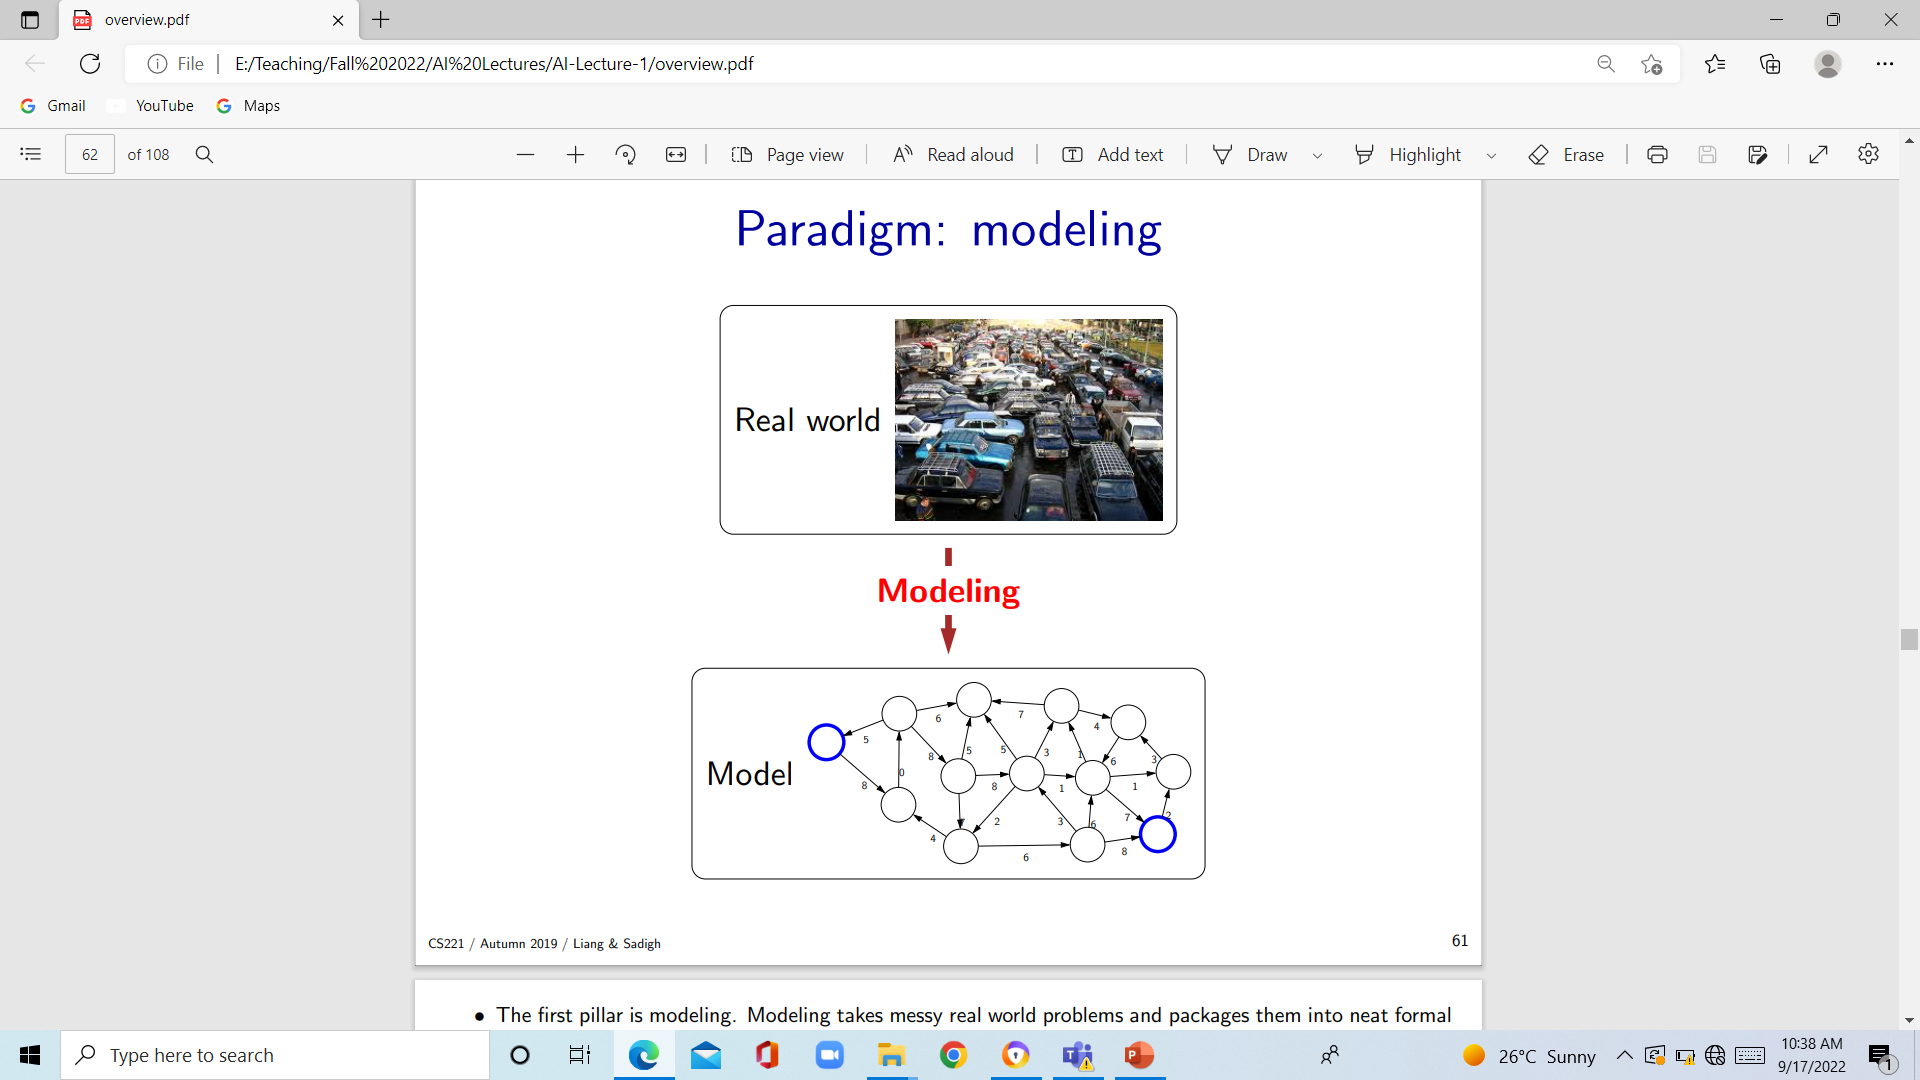 overview.pdf
File
E:/Teaching/Fall%202022/AI%20Lectures/AI-Lecture-1/overview.pdf
Gmail YouTube Maps
62 of 108 Page view Read aloud Add text Draw Highlight Erase
Paradigm: modeling
Real world
Modeling
Model
5
6
7
4
8
5
5
3
1
6
3
0
8
8
1
1
2
3
6
7
2
4
6
8
CS221 / Autumn 2019 / Liang & Sadigh
61
• The first pillar is modeling. Modeling takes messy real world problems and packages them into neat formal
Type here to search
26°C Sunny
10:38 AM
9/17/2022
1